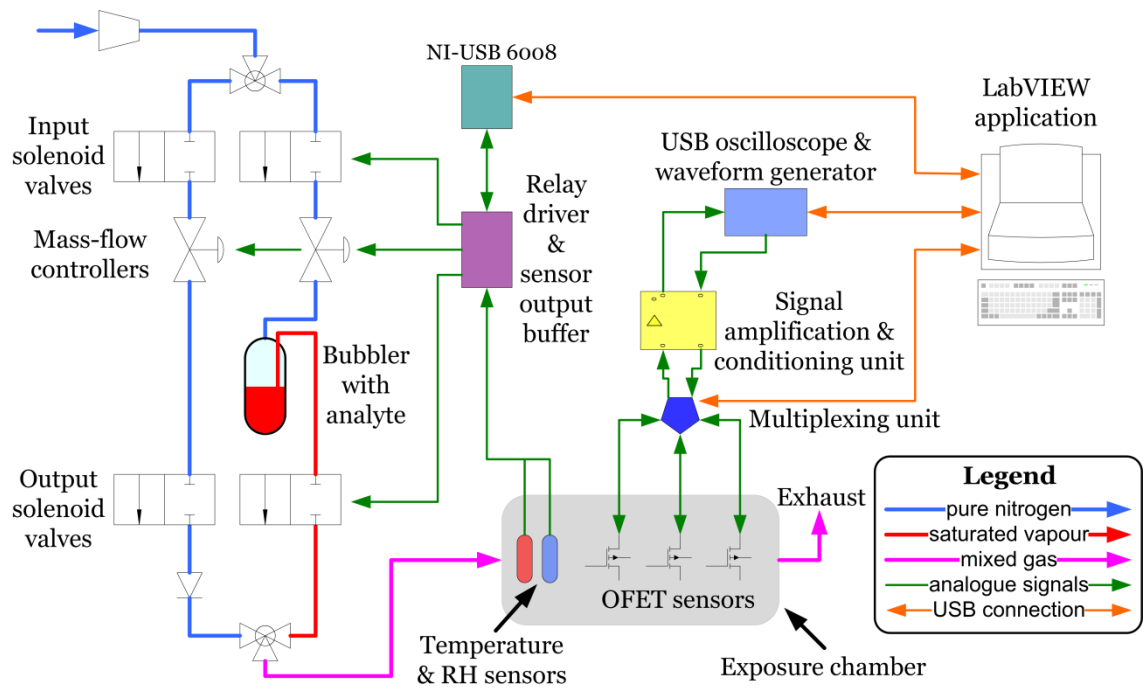 NI-USB 6008
LabVIEW
application
Input
solenoid
valves
USB oscilloscope &
waveform generator
Relay
driver
&
sensor
output
buffer
Mass-flow
controllers
Signal
amplification &
conditioning unit
Bubbler
with
analyte
Multiplexing unit
Output
solenoid
valves
Exhaust
Legend
pure nitrogen
saturated vapour
mixed gas
analogue signals
USB connection
OFET sensors
Temperature
& RH sensors
Exposure chamber